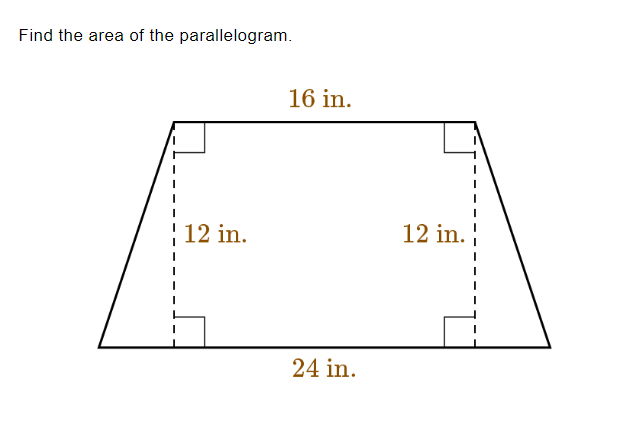 Find the area of the parallelogram.
16 in.
12 in. 12 in.
24 in.